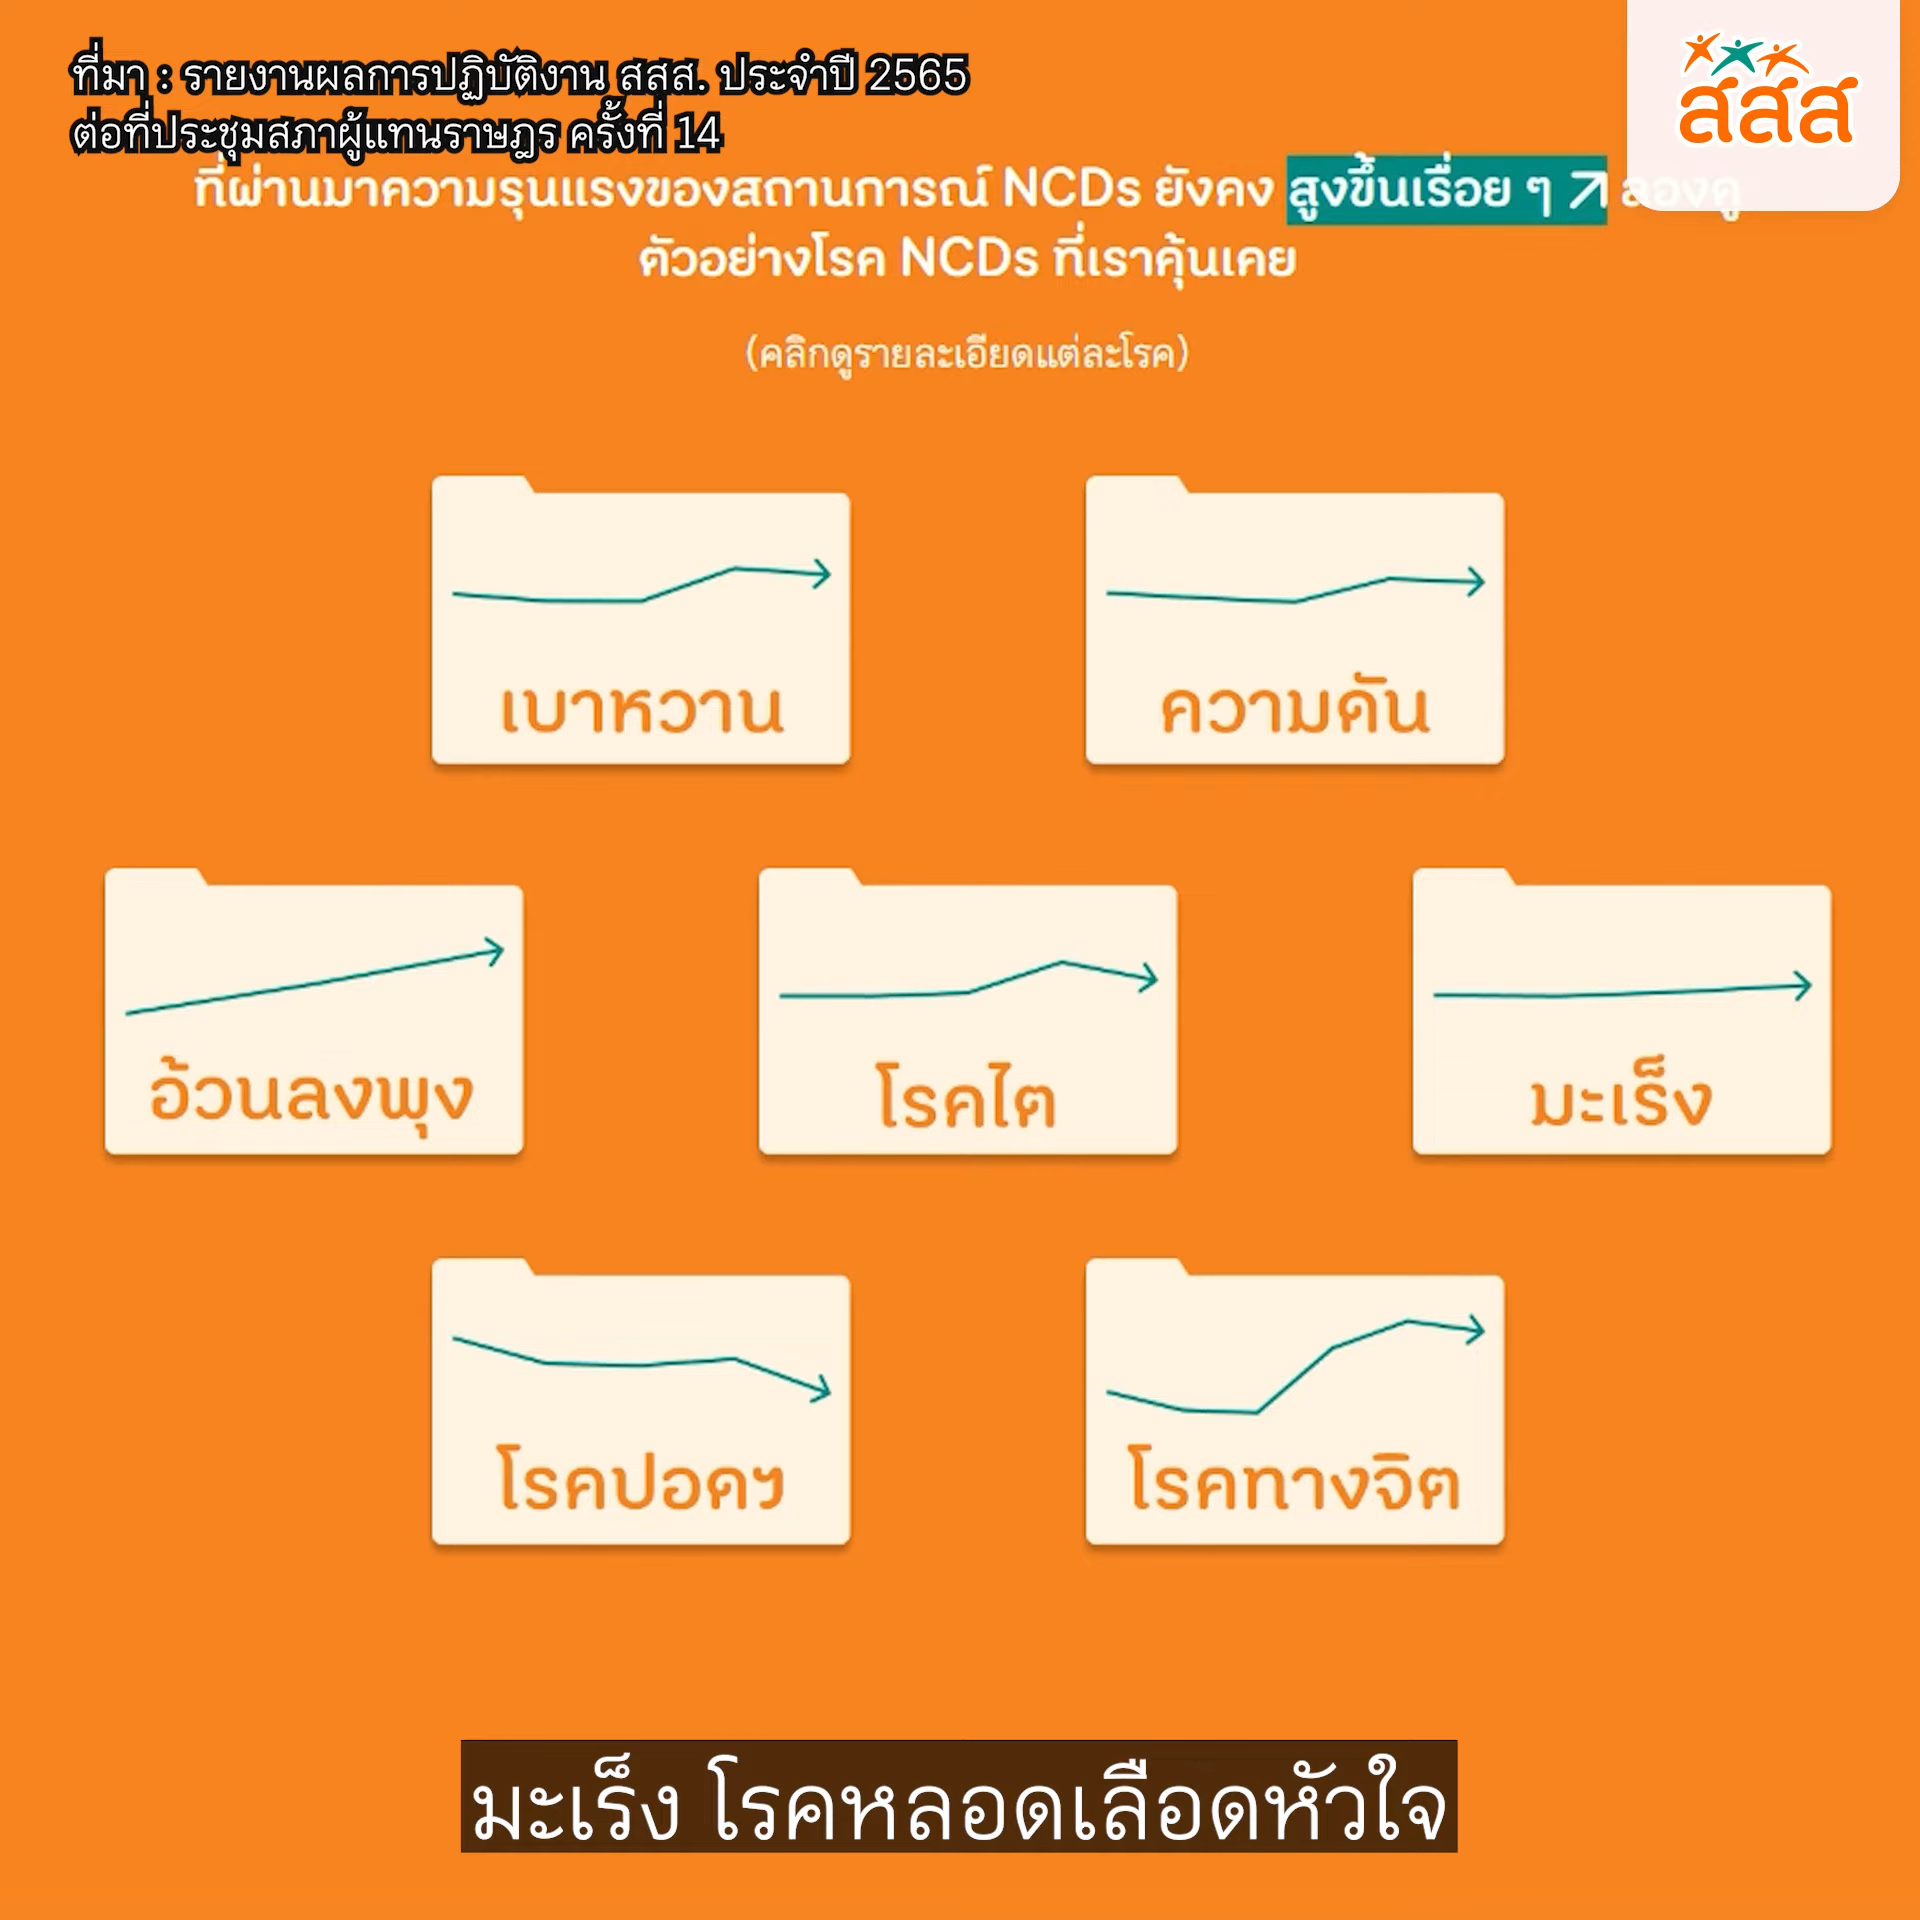 ที่มา : รายงานผลการปฏิบัติงาน สสส. ประจำปี 2565
ต่อที่ประชุมสภาผู้แทนราษฎร ครั้งที่ 14
สสส
ที่ผ่านมาความรุนแรงของสถานการณ์ NCDs ยังคง สูงขึ้นเรื่อย ๆ ลองดู
ตัวอย่างโรค NCDs ที่เราคุ้นเคย
(คลิกดูรายละเอียดแต่ละโรค)
เบาหวาน
ความดัน
อ้วนลงพุง
โรคไต
มะเร็ง
โรคปอดฯ
โรคทางจิต
มะเร็ง โรคหลอดเลือดหัวใจ